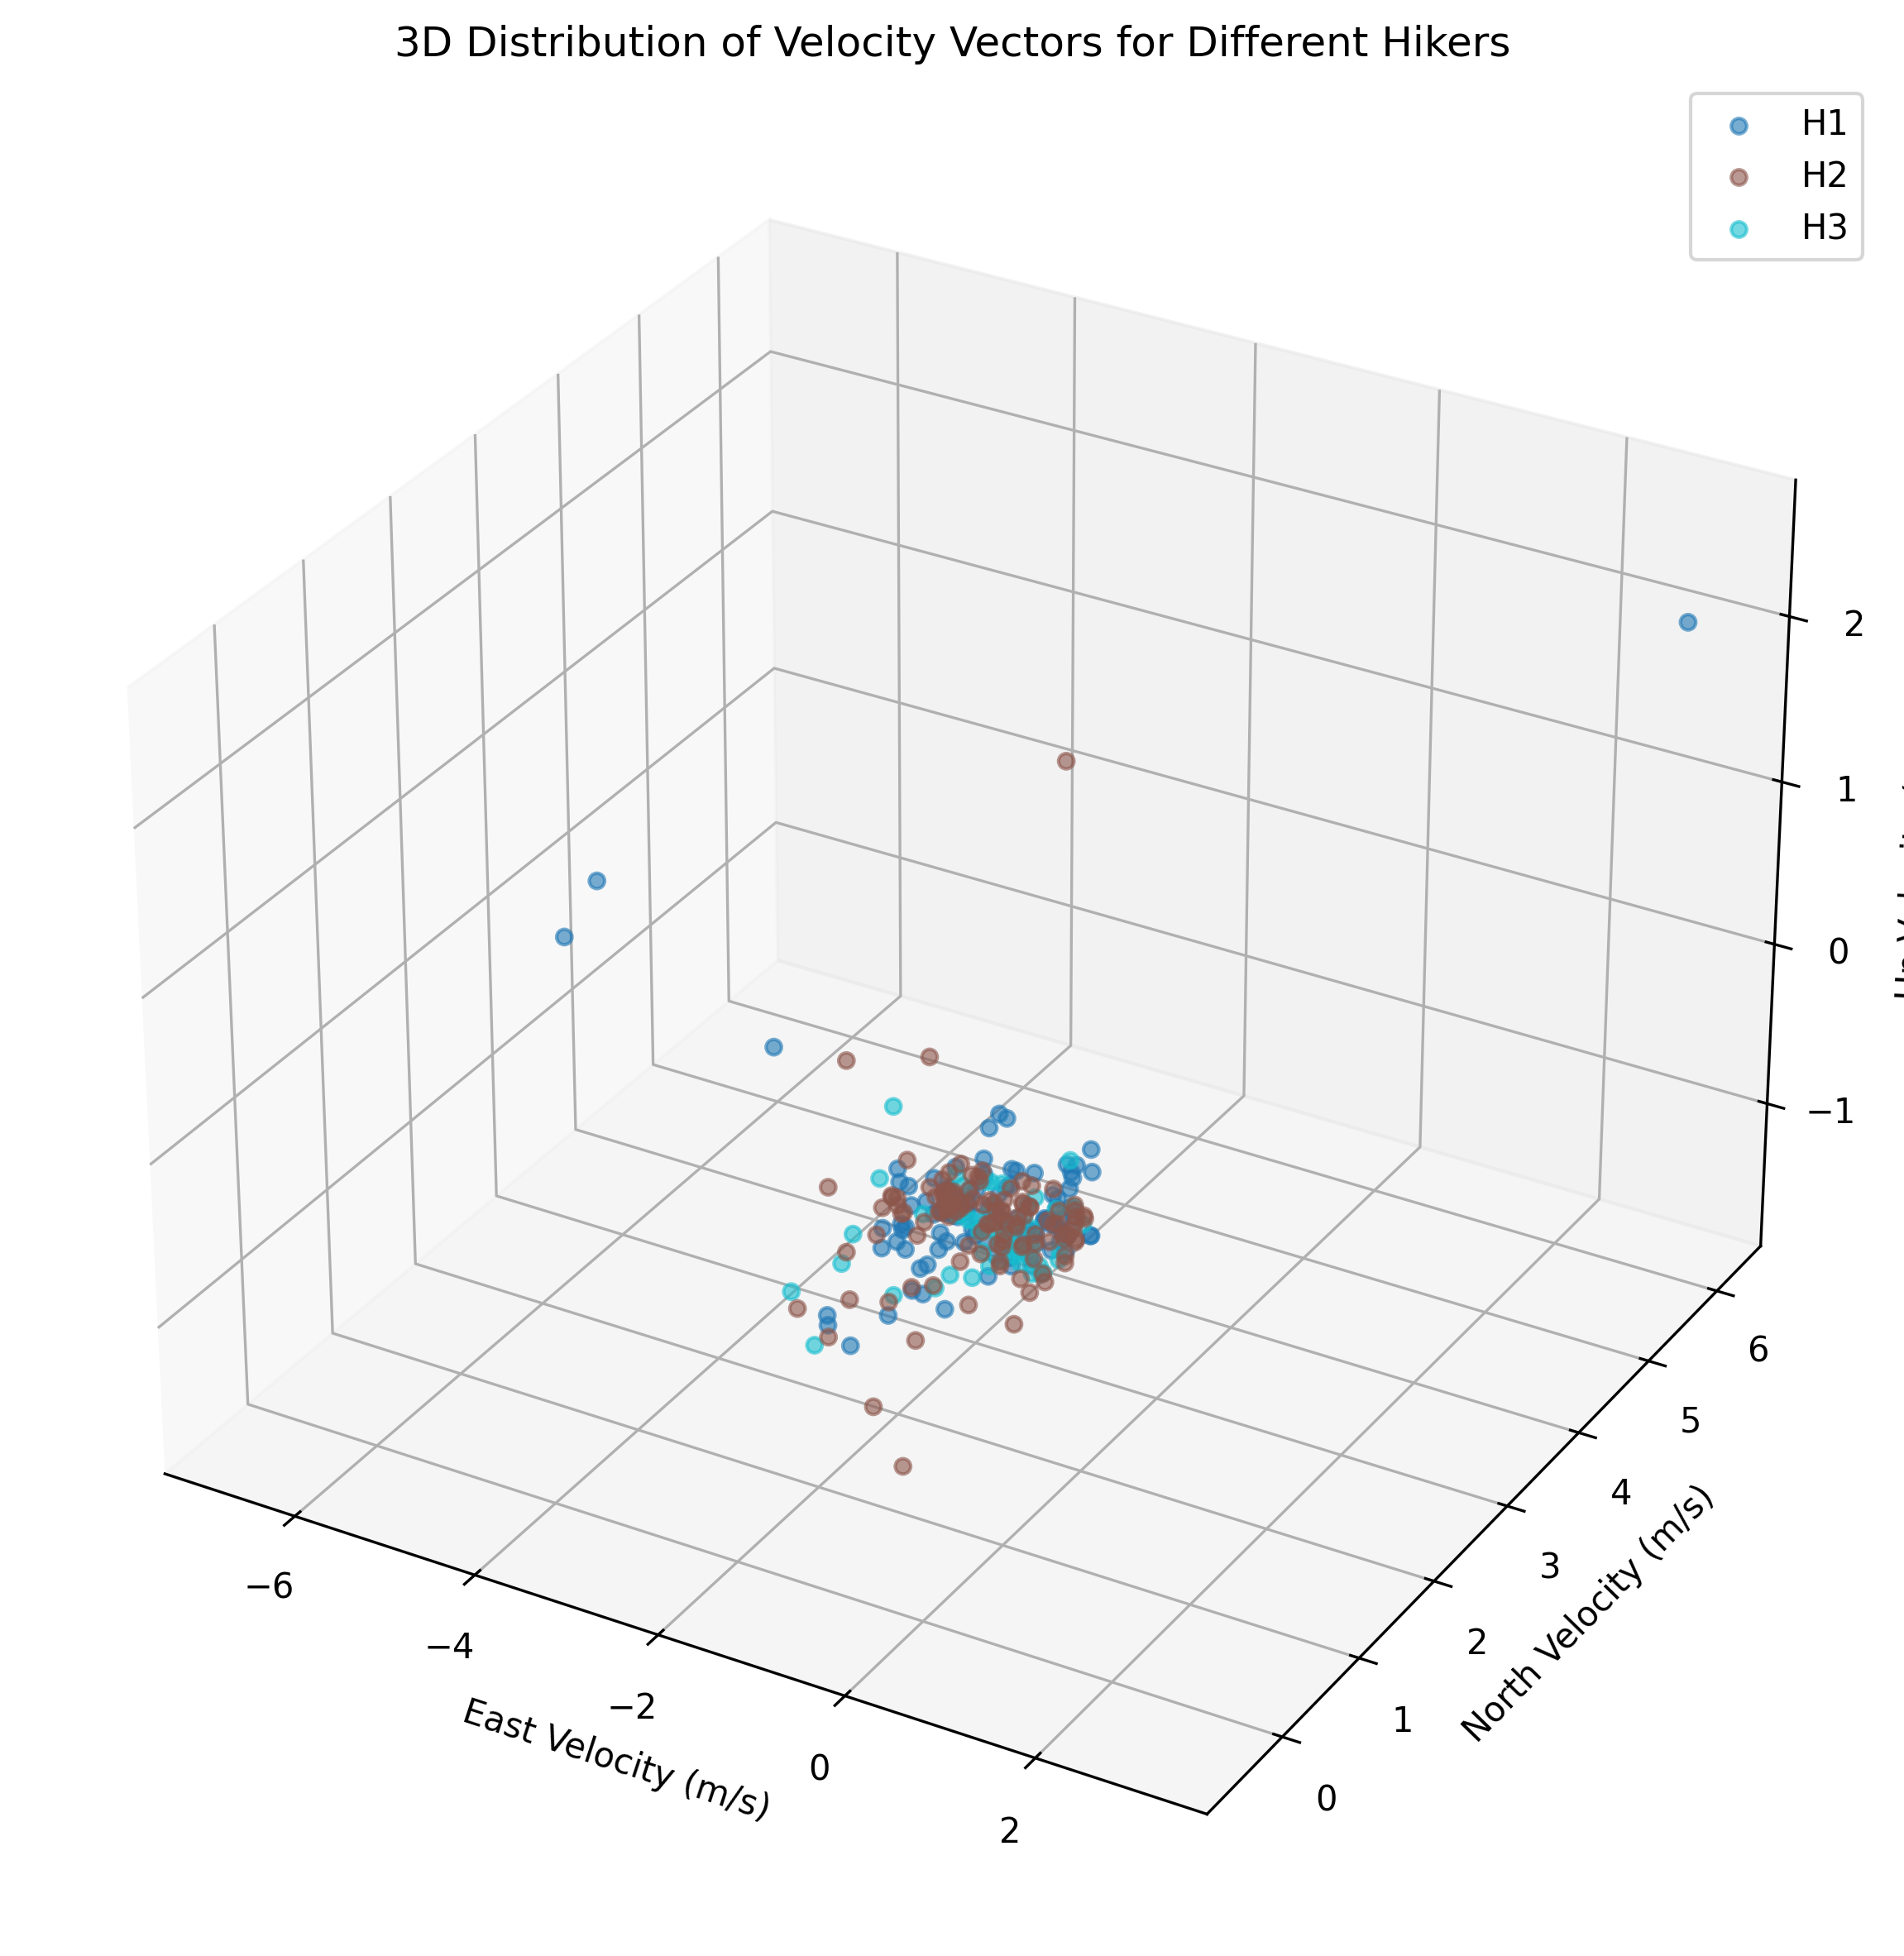 3D Distribution of Velocity Vectors for Different Hikers
H1
H2
H3
2
1
0
−1
6
5
4
3
2
1
0
North Velocity (m/s)
−6
−4
−2
0
2
East Velocity (m/s)